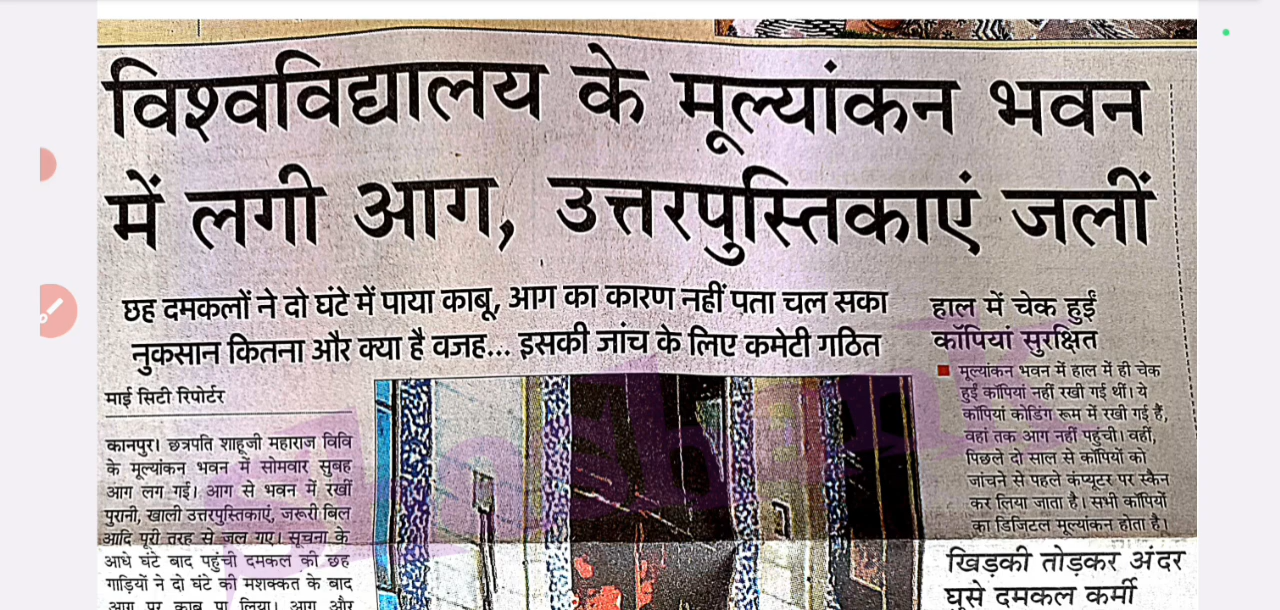 विश्वविद्यालय के मूल्यांकन भवन
में लगी आग, उत्तरपुस्तिकाएं जलीं
छह दमकलों ने दो घंटे में पाया काबू, आग का कारण नहीं पता चल सका
नुकसान कितना और क्या है वजह... इसकी जांच के लिए कमेटी गठित
माई सिटी रिपोर्टर
कानपुर। छत्रपति शाहूजी महाराज विवि
के मूल्यांकन भवन में सोमवार सुबह
आग लग गई। आग से भवन में रखीं
पुरानी, खाली उत्तरपुस्तिकाएं, जरूरी बिल
आदि पूरी तरह से जल गए। सूचना के
आधे घंटे बाद पहुंची दमकल की छह
गाड़ियों ने दो घंटे की मशक्कत के बाद
आग पर काबू पा लिया। आग और
हाल में चेक हुईं
कॉपियां सुरक्षित
मूल्यांकन भवन में हाल में ही चेक
हुईं कॉपियां नहीं रखी गई थीं। ये
कॉपियां कोडिंग रूम में रखी गई हैं,
वहां तक आग नहीं पहुंची। वहीं,
पिछले दो साल से कॉपियों को
जांचने से पहले कंप्यूटर पर स्कैन
कर लिया जाता है। सभी कॉपियों
का डिजिटल मूल्यांकन होता है।
खिड़की तोड़कर अंदर
घुसे दमकल कर्मी